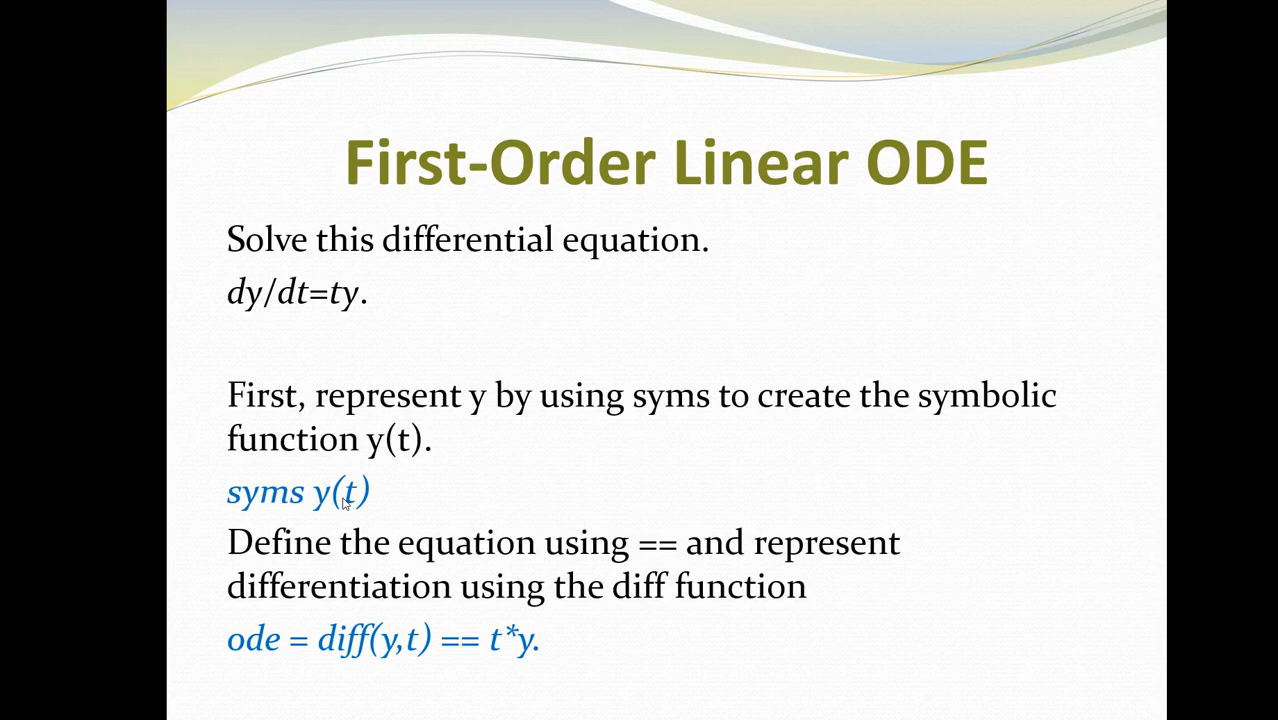 First-Order Linear ODE
Solve this differential equation.
dy/dt=ty.
First, represent y by using syms to create the symbolic
function y(t).
syms y(t)
Define the equation using == and represent
differentiation using the diff function
ode = diff(y,t) == t*y.